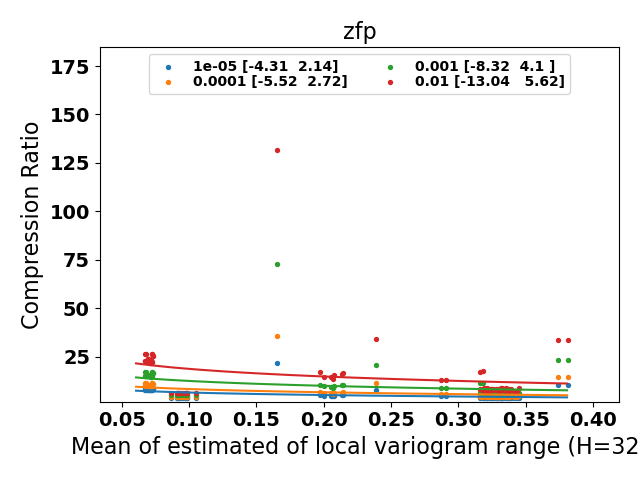 zfp
1e-05 [-4.31  2.14]
0.0001 [-5.52  2.72]
0.001 [-8.32  4.1 ]
0.01 [-13.04   5.62]
Compression Ratio
175
150
125
100
75
50
25
0.05 0.10 0.15 0.20 0.25 0.30 0.35 0.40
Mean of estimated of local variogram range (H=32